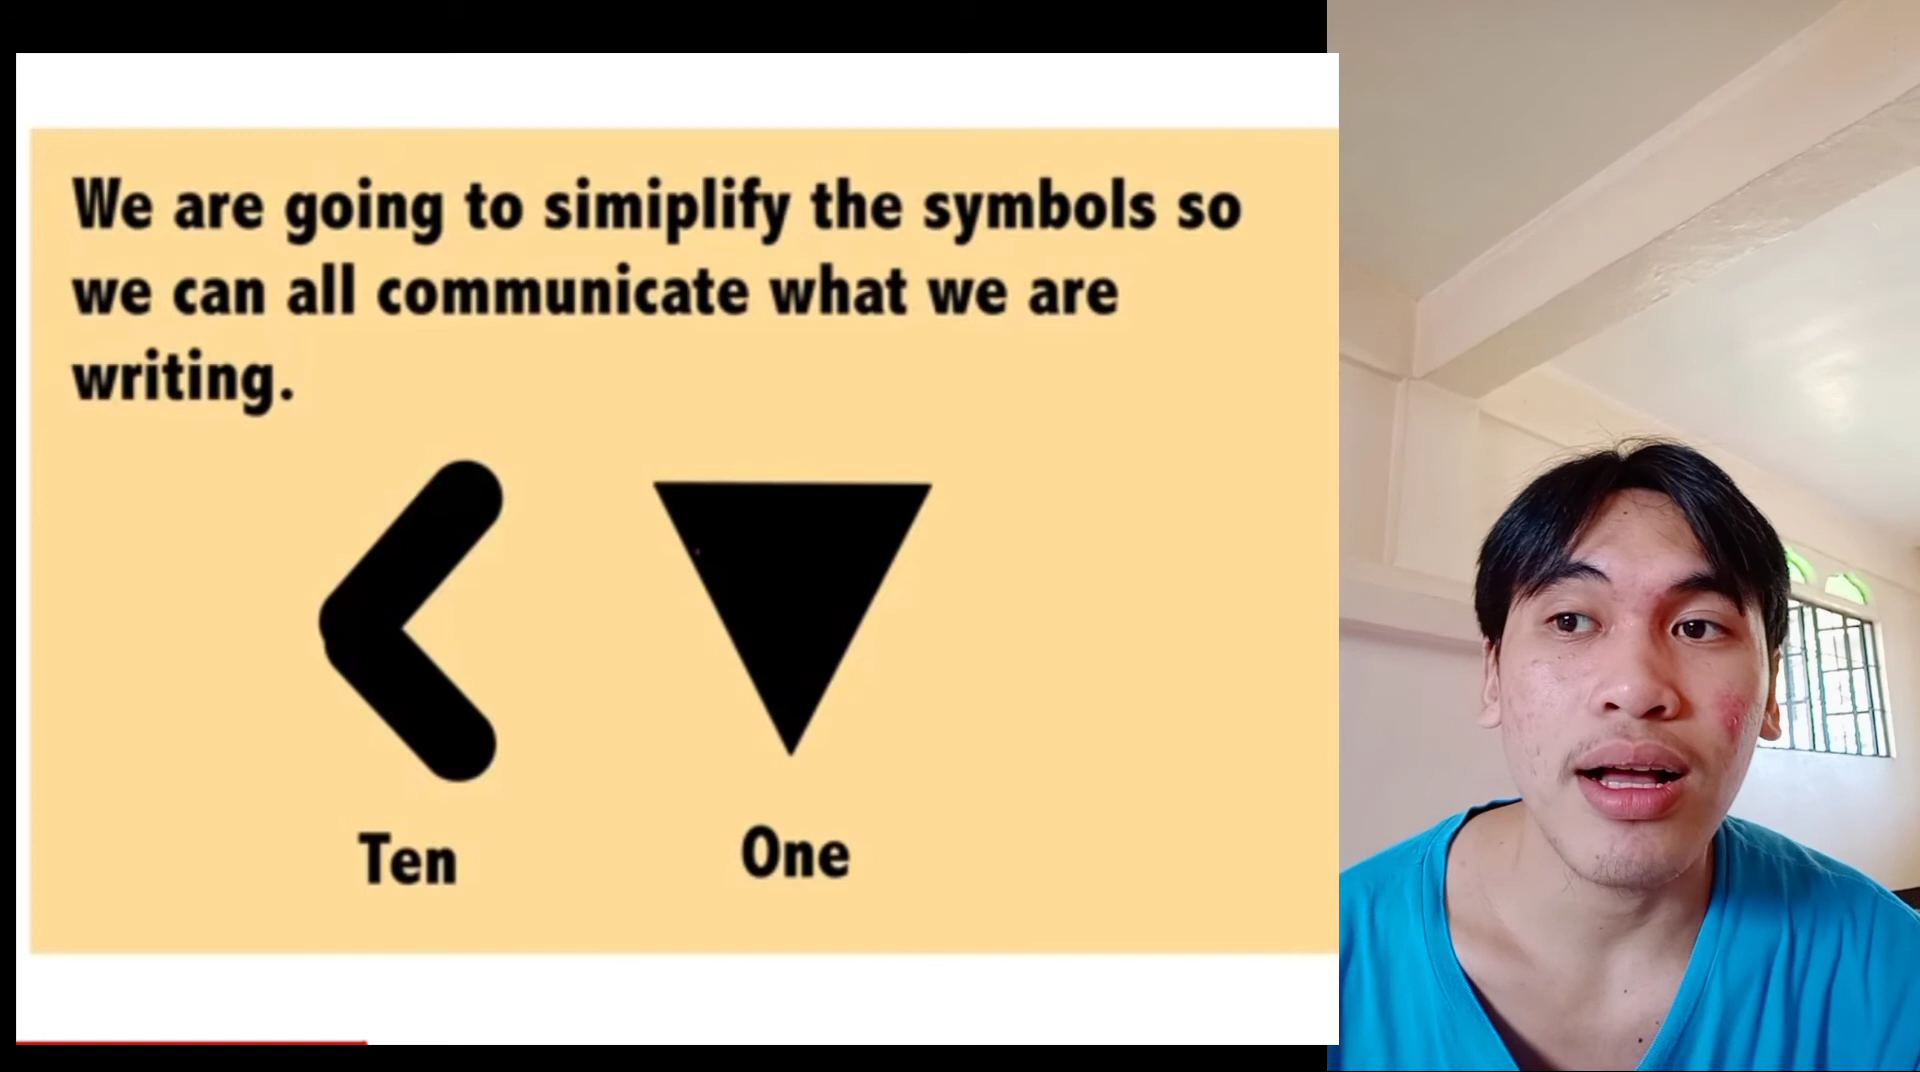 We are going to simiplify the symbols so
we can all communicate what we are
writing.
Ten
One